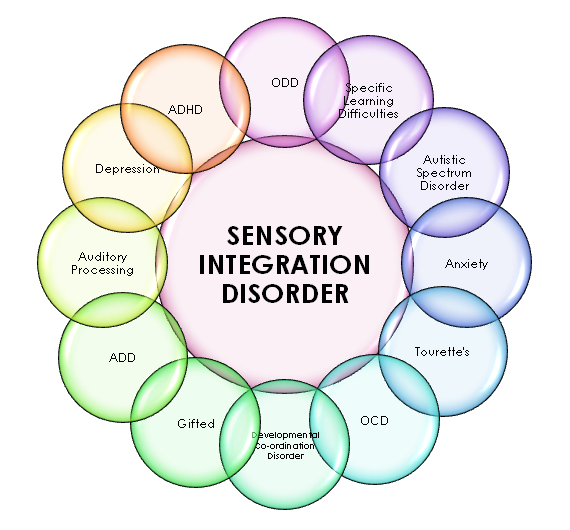 ODD
Specific
Learning
Difficulties
Autistic
Spectrum
Disorder
Anxiety
Tourette's
OCD
Developmental
Co-ordination
Disorder
Gifted
ADD
Auditory
Processing
Depression
ADHD
SENSORY
INTEGRATION
DISORDER